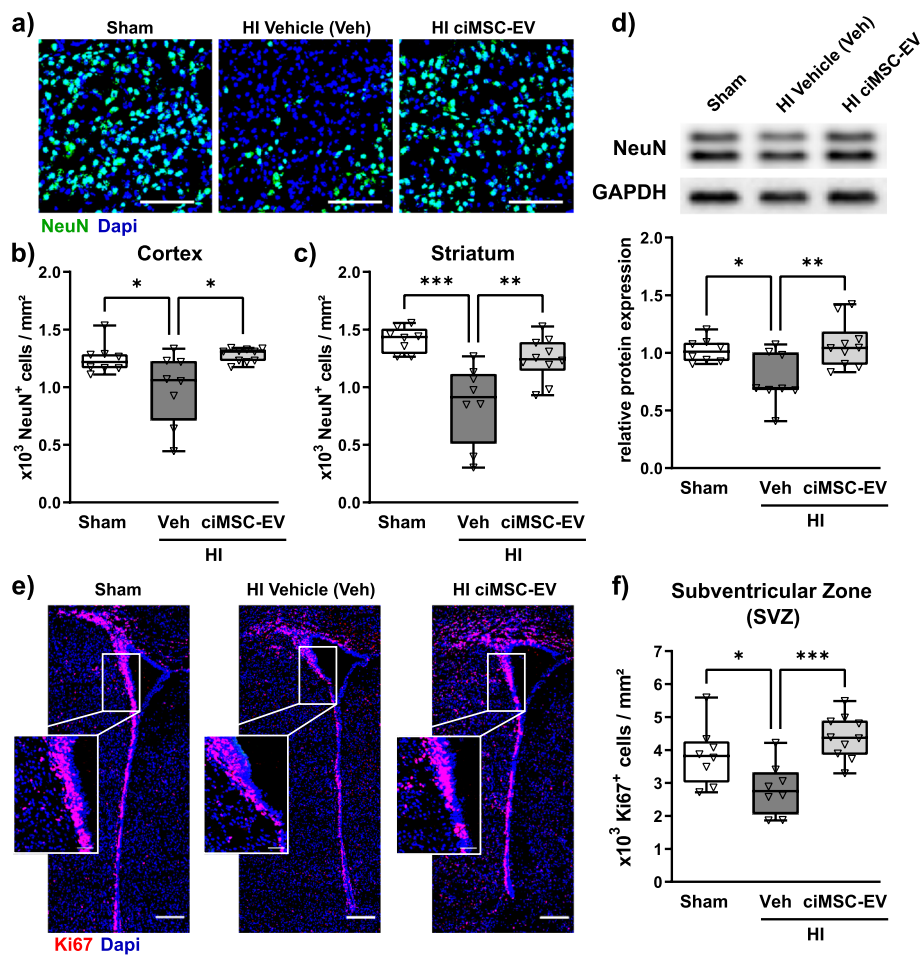 a)
Sham
HI Vehicle (Veh)
HI ciMSC-EV
NeuN Dapi
b)
Cortex
x10³ NeuN⁺ cells / mm²
2.0
1.5
1.0
0.5
0.0
*
*
Sham
Veh
ciMSC-EV
HI
c)
Striatum
x10³ NeuN⁺ cells / mm²
2.0
1.5
1.0
0.5
0.0
***
**
Sham
Veh
ciMSC-EV
HI
d)
Sham
HI Vehicle (Veh)
HI ciMSC-EV
NeuN
GAPDH
relative protein expression
2.0
1.5
1.0
0.5
0.0
*
**
Sham
Veh
ciMSC-EV
HI
e)
Sham
HI Vehicle (Veh)
HI ciMSC-EV
Ki67 Dapi
f)
Subventricular Zone
(SVZ)
x10³ Ki67⁺ cells / mm²
7
6
5
4
3
2
1
0
*
***
Sham
Veh
ciMSC-EV
HI